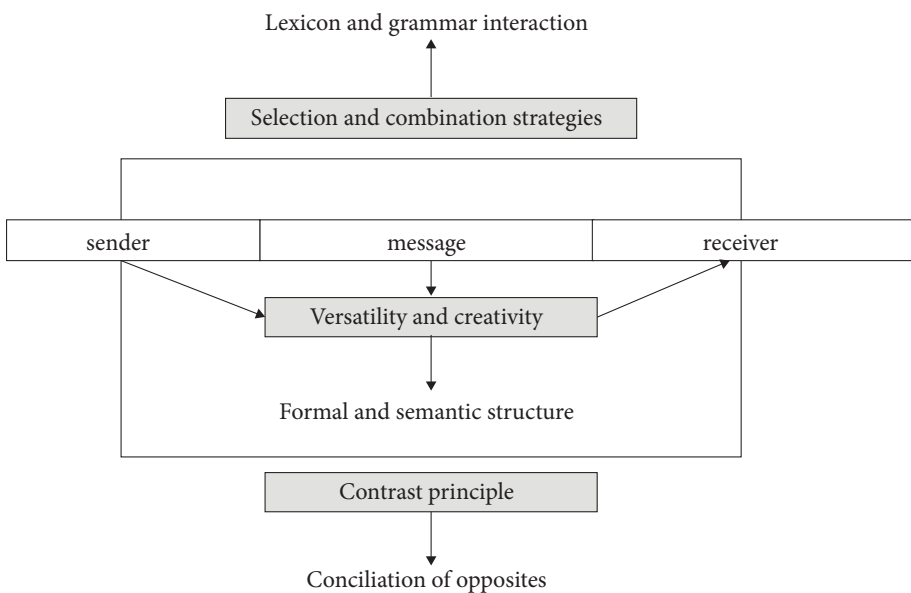 Lexicon and grammar interaction
Selection and combination strategies
sender message receiver
Versatility and creativity
Formal and semantic structure
Contrast principle
Conciliation of opposites